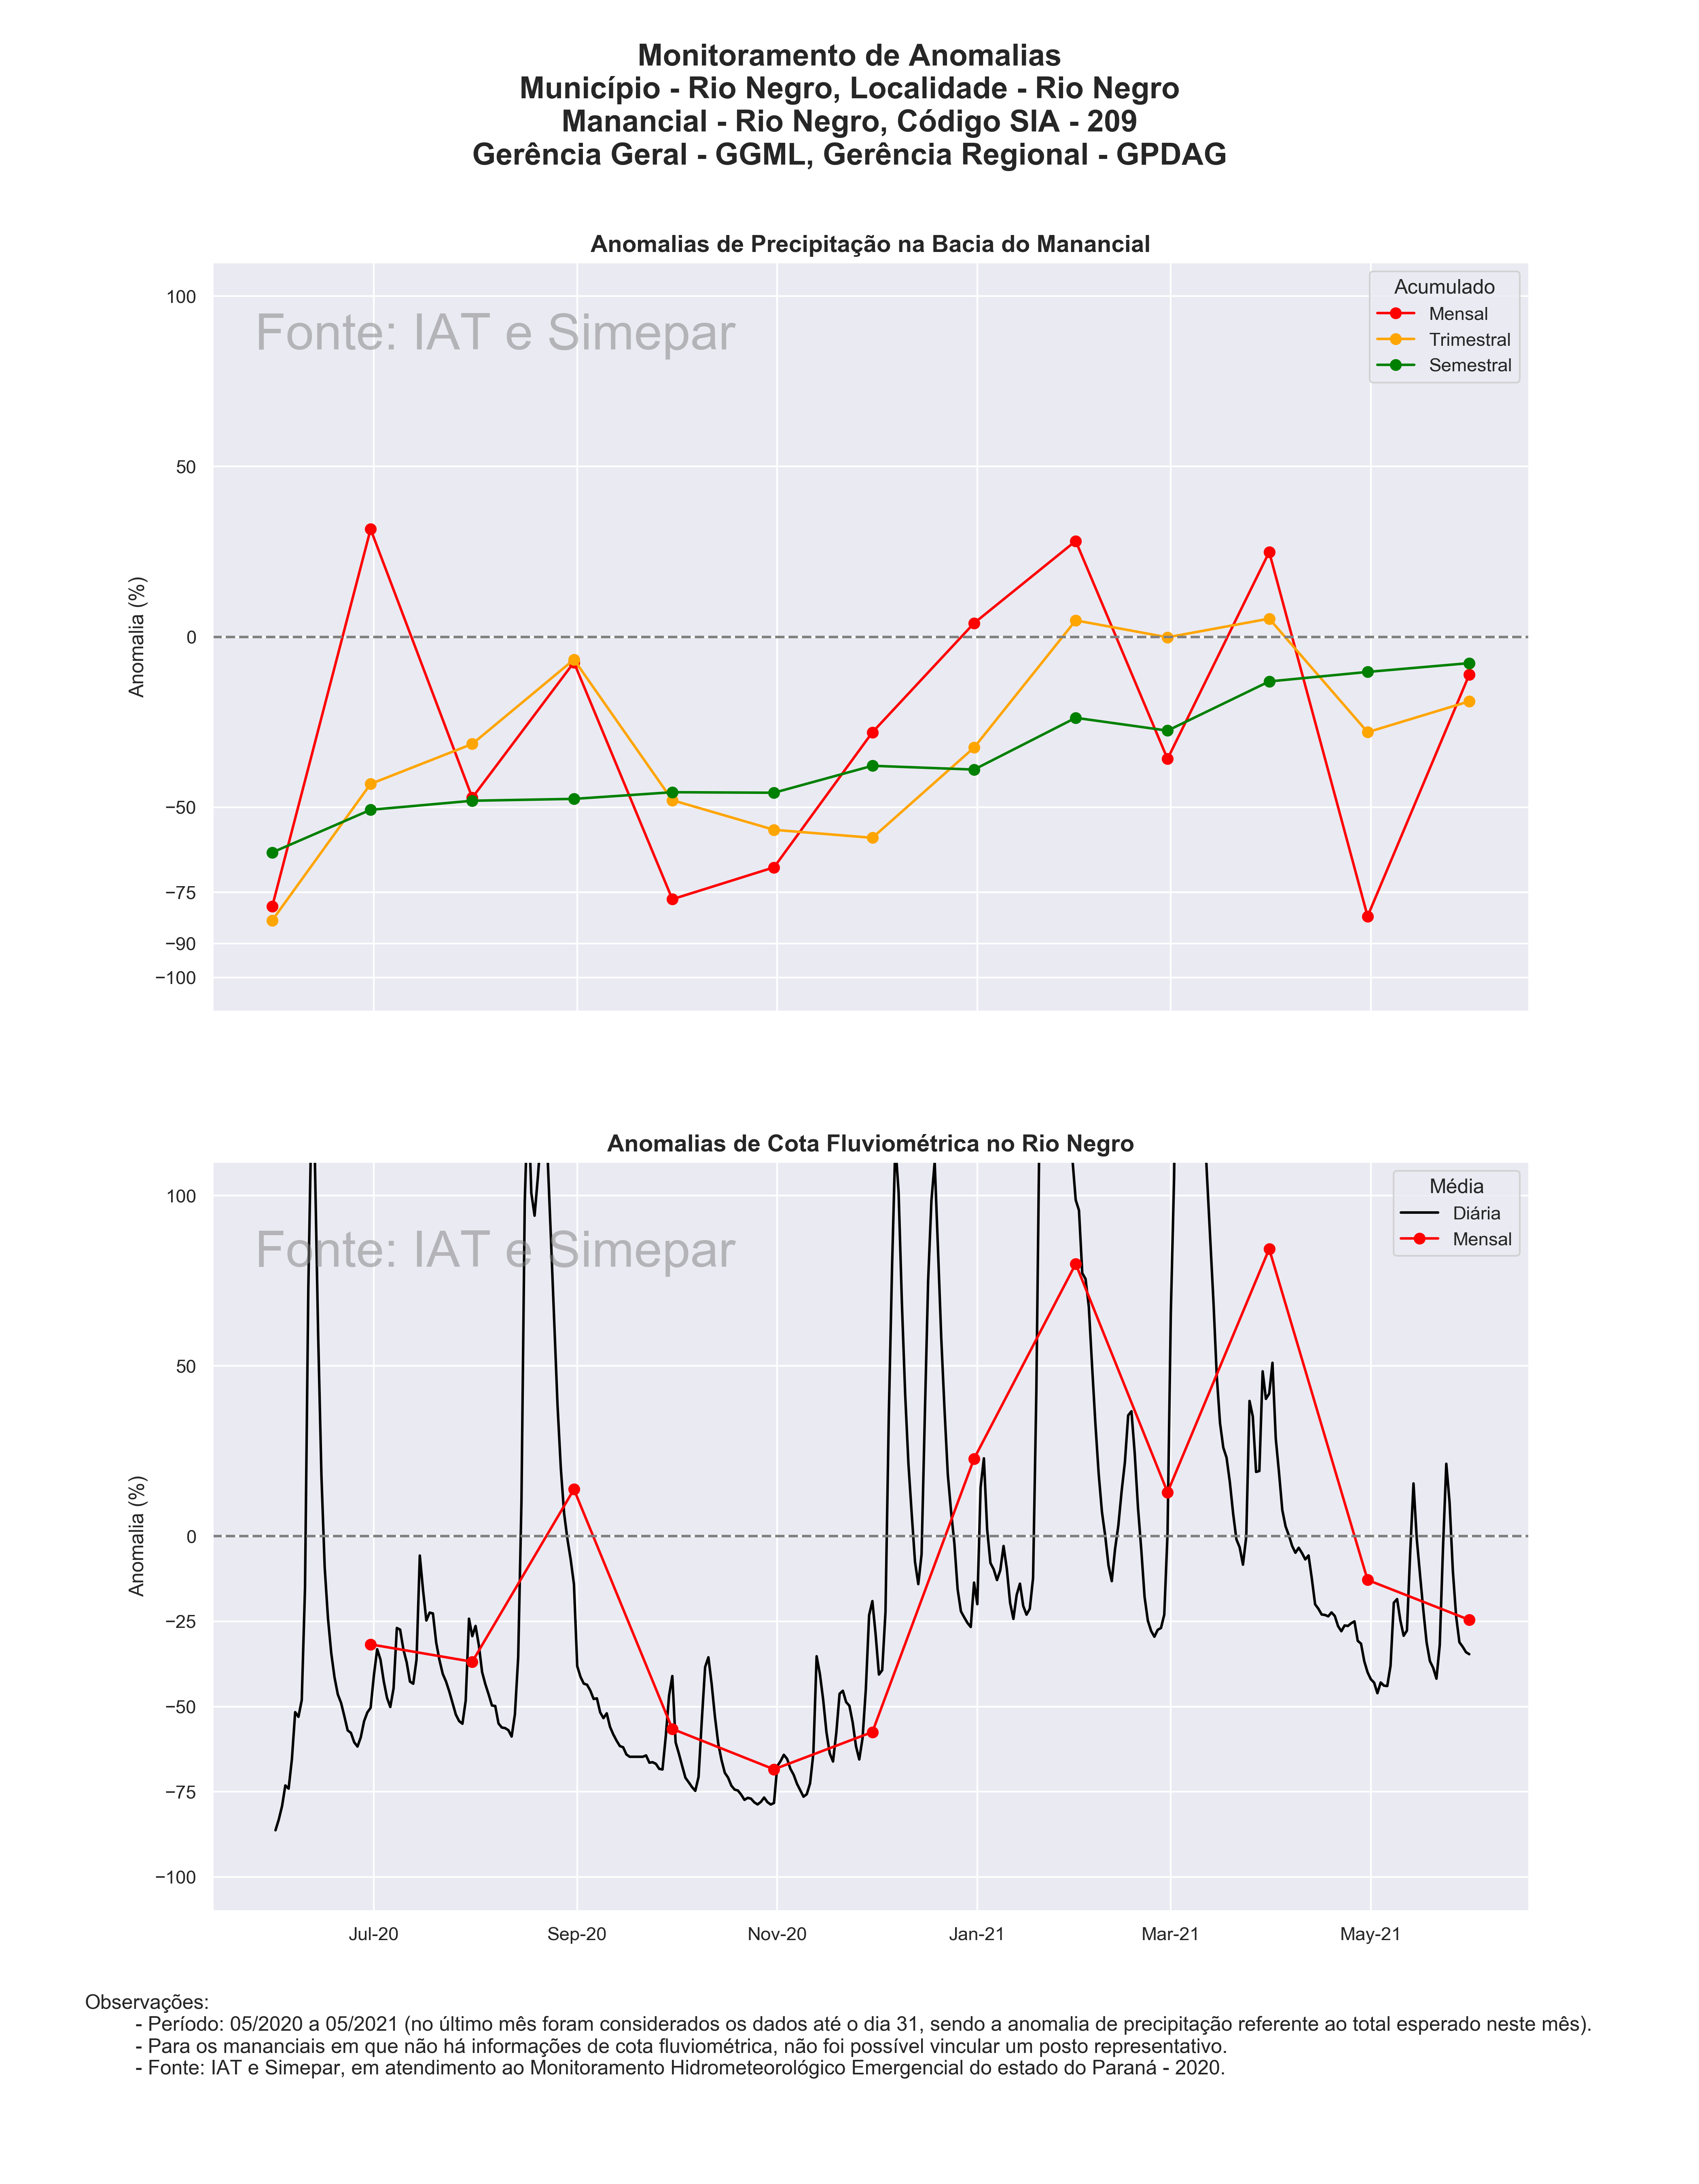 Monitoramento de Anomalias
Município - Rio Negro, Localidade - Rio Negro
Manancial - Rio Negro, Código SIA - 209
Gerência Geral - GGML, Gerência Regional - GPDAG
Anomalias de Precipitação na Bacia do Manancial
Fonte: IAT e Simepar
Acumulado
Mensal
Trimestral
Semestral
Anomalia (%)
100
50
0
−50
−75
−90
−100
Anomalias de Cota Fluviométrica no Rio Negro
Fonte: IAT e Simepar
Média
Diária
Mensal
Anomalia (%)
100
50
0
−25
−50
−75
−100
Jul-20 Sep-20 Nov-20 Jan-21 Mar-21 May-21
Observações:
- Período: 05/2020 a 05/2021 (no último mês foram considerados os dados até o dia 31, sendo a anomalia de precipitação referente ao total esperado neste mês).
- Para os mananciais em que não há informações de cota fluviométrica, não foi possível vincular um posto representativo.
- Fonte: IAT e Simepar, em atendimento ao Monitoramento Hidrometeorológico Emergencial do estado do Paraná - 2020.